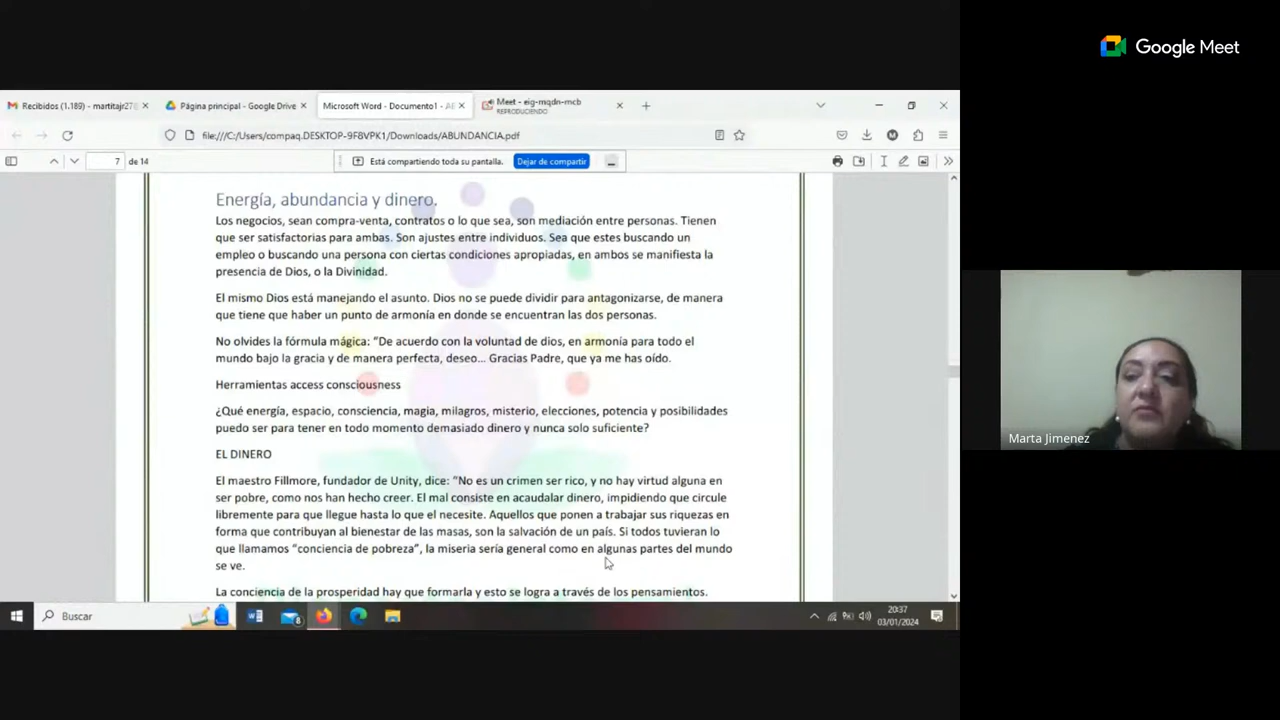 Google Meet
Recibidos (1.189) - martitajr27@
Página principal - Google Drive
Microsoft Word - Documento1 - AB
Meet - eig-mqdn-mcb
REPRODUCIENDO
file:///C:/Users/compaq.DESKTOP-9F8VPK1/Downloads/ABUNDANCIA.pdf
7 de 14
Está compartiendo toda su pantalla. Dejar de compartir
Energía, abundancia y dinero.
Los negocios, sean compra-venta, contratos o lo que sea, son mediación entre personas. Tienen
que ser satisfactorias para ambas. Son ajustes entre individuos. Sea que estes buscando un
empleo o buscando una persona con ciertas condiciones apropiadas, en ambos se manifiesta la
presencia de Dios, o la Divinidad.
El mismo Dios está manejando el asunto. Dios no se puede dividir para antagonizarse, de manera
que tiene que haber un punto de armonía en donde se encuentran las dos personas.
No olvides la fórmula mágica: “De acuerdo con la voluntad de dios, en armonía para todo el
mundo bajo la gracia y de manera perfecta, deseo... Gracias Padre, que ya me has oído.
Herramientas access consciousness
¿Qué energía, espacio, consciencia, magia, milagros, misterio, elecciones, potencia y posibilidades
puedo ser para tener en todo momento demasiado dinero y nunca solo suficiente?
EL DINERO
El maestro Fillmore, fundador de Unity, dice: “No es un crimen ser rico, y no hay virtud alguna en
ser pobre, como nos han hecho creer. El mal consiste en acaudalar dinero, impidiendo que circule
libremente para que llegue hasta lo que el necesite. Aquellos que ponen a trabajar sus riquezas en
forma que contribuyan al bienestar de las masas, son la salvación de un país. Si todos tuvieran lo
que llamamos “conciencia de pobreza”, la miseria sería general como en algunas partes del mundo
se ve.
La conciencia de la prosperidad hay que formarla y esto se logra a través de los pensamientos.
Marta Jimenez
Buscar
8
20:37
03/01/2024